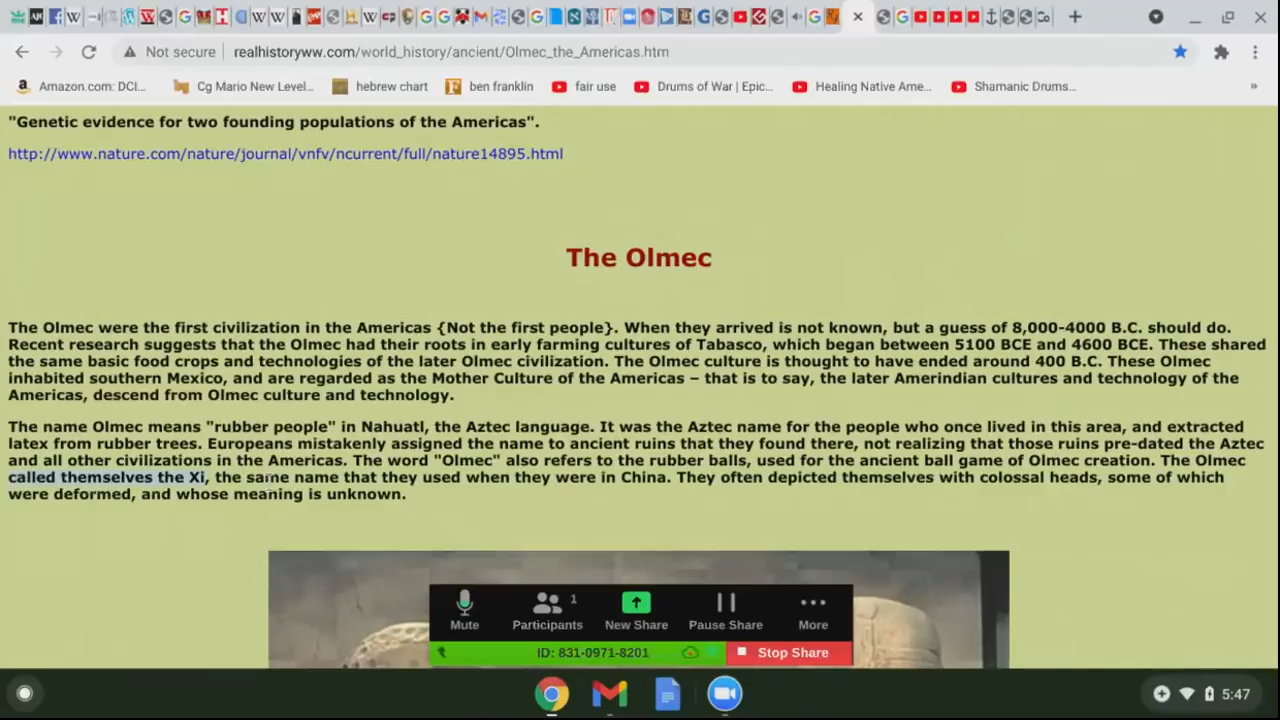 Not secure realhistoryww.com/world_history/ancient/Olmec_the_Americas.htm
Amazon.com: DCI... Cg Mario New Level... hebrew chart ben franklin fair use Drums of War | Epic... Healing Native Ame... Shamanic Drums... »
"Genetic evidence for two founding populations of the Americas".
http://www.nature.com/nature/journal/vnfv/ncurrent/full/nature14895.html
The Olmec
The Olmec were the first civilization in the Americas {Not the first people}. When they arrived is not known, but a guess of 8,000-4000 B.C. should do.
Recent research suggests that the Olmec had their roots in early farming cultures of Tabasco, which began between 5100 BCE and 4600 BCE. These shared
the same basic food crops and technologies of the later Olmec civilization. The Olmec culture is thought to have ended around 400 B.C. These Olmec
inhabited southern Mexico, and are regarded as the Mother Culture of the Americas – that is to say, the later Amerindian cultures and technology of the
Americas, descend from Olmec culture and technology.
The name Olmec means "rubber people" in Nahuatl, the Aztec language. It was the Aztec name for the people who once lived in this area, and extracted
latex from rubber trees. Europeans mistakenly assigned the name to ancient ruins that they found there, not realizing that those ruins pre-dated the Aztec
and all other civilizations in the Americas. The word "Olmec" also refers to the rubber balls, used for the ancient ball game of Olmec creation. The Olmec
called themselves the Xi, the same name that they used when they were in China. They often depicted themselves with colossal heads, some of which
were deformed, and whose meaning is unknown.
1
Mute Participants New Share Pause Share More
ID: 831-0971-8201 Stop Share
5:47